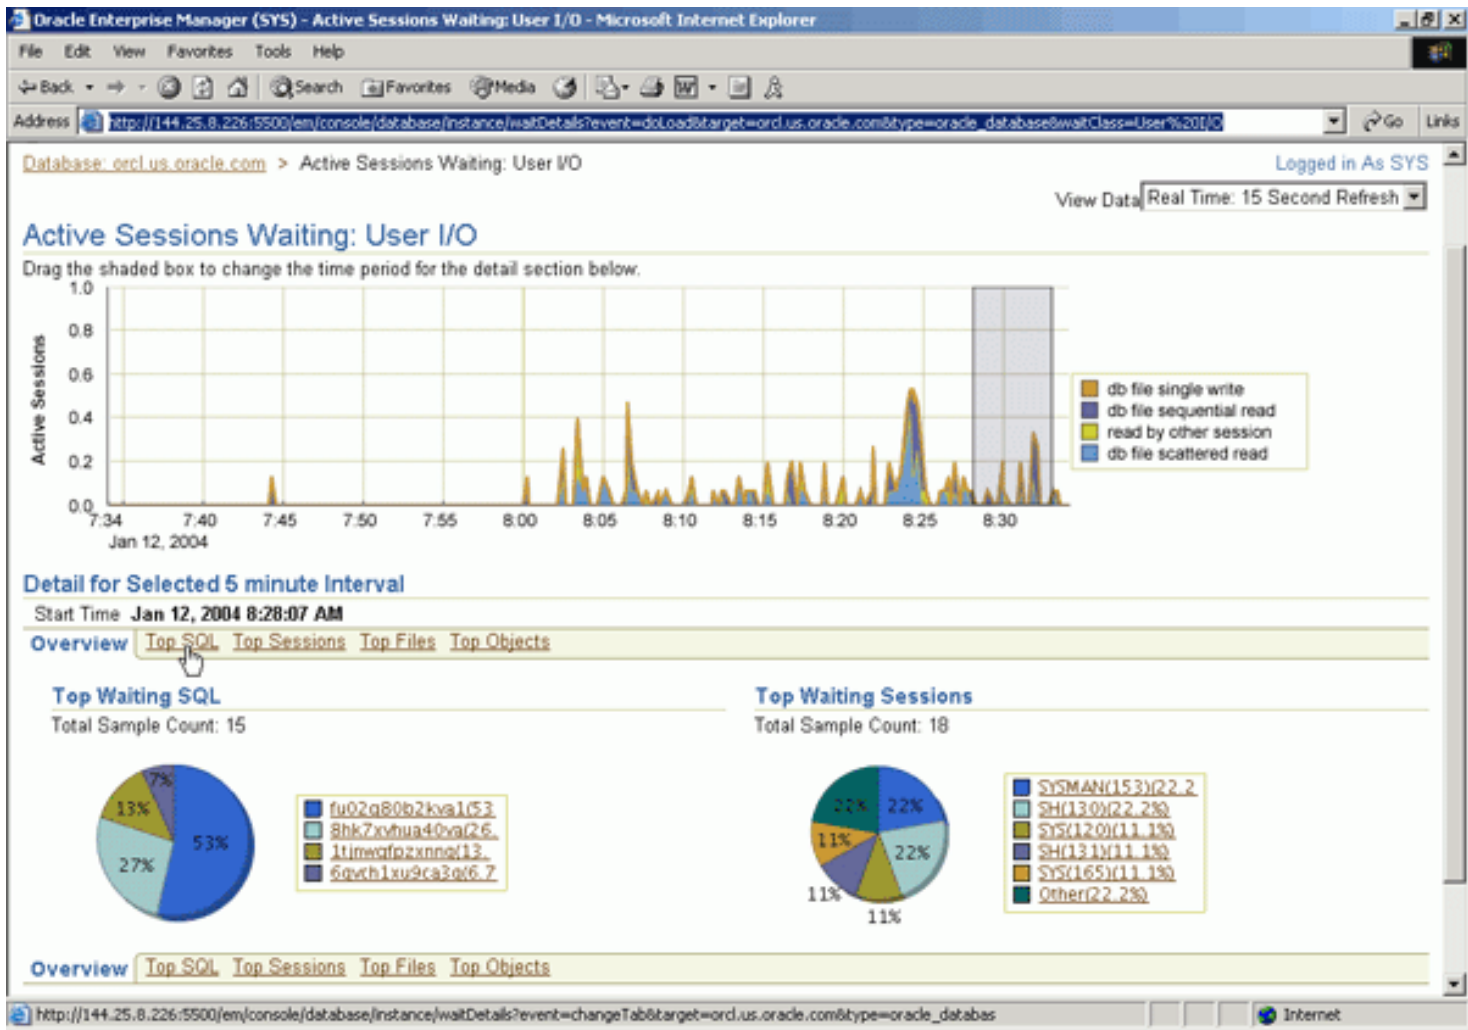 Oracle Enterprise Manager (SYS) - Active Sessions Waiting: User I/O - Microsoft Internet Explorer
File Edit View Favorites Tools Help
Back Search Favorites Media
Address http://144.25.8.226:5500/em/console/database/instance/waitDetails?event=doLoad&target=orcl.us.oracle.com&type=oracle_database&waitClass=User%20I/O Go Links
Database: orcl.us.oracle.com > Active Sessions Waiting: User I/O Logged in As SYS
View Data Real Time: 15 Second Refresh
Active Sessions Waiting: User I/O
Drag the shaded box to change the time period for the detail section below.
Active Sessions
1.0
0.8
0.6
0.4
0.2
0.0
7:34 7:40 7:45 7:50 7:55 8:00 8:05 8:10 8:15 8:20 8:25 8:30
Jan 12, 2004
db file single write
db file sequential read
read by other session
db file scattered read
Detail for Selected 5 minute Interval
Start Time Jan 12, 2004 8:28:07 AM
Overview Top SQL Top Sessions Top Files Top Objects
Top Waiting SQL
Total Sample Count: 15
7%
13%
53%
27%
fu02q80b2kva1(53
8hk7xvhua40va(26.
1tjnwqfpzxnnq(13.
6qvch1xu9ca3q(6.7
Top Waiting Sessions
Total Sample Count: 18
22% 22%
11%
22%
11%
11%
SYSMAN(153)(22.2
SH(130)(22.2%)
SYS(120)(11.1%)
SH(131)(11.1%)
SYS(165)(11.1%)
Other(22.2%)
Overview Top SQL Top Sessions Top Files Top Objects
http://144.25.8.226:5500/em/console/database/instance/waitDetails?event=changeTab&target=orcl.us.oracle.com&type=oracle_databas Internet